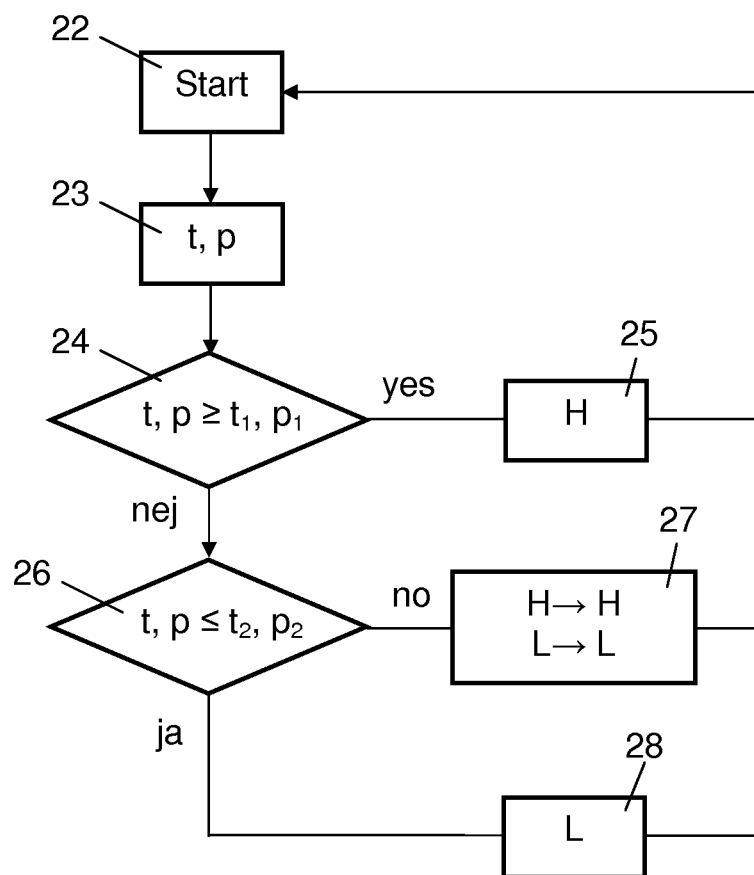 22
Start
23
t, p
24
t, p ≥ t₁, p₁
yes
25
H
nej
26
t, p ≤ t₂, p₂
no
27
H→ H
L→ L
ja
28
L